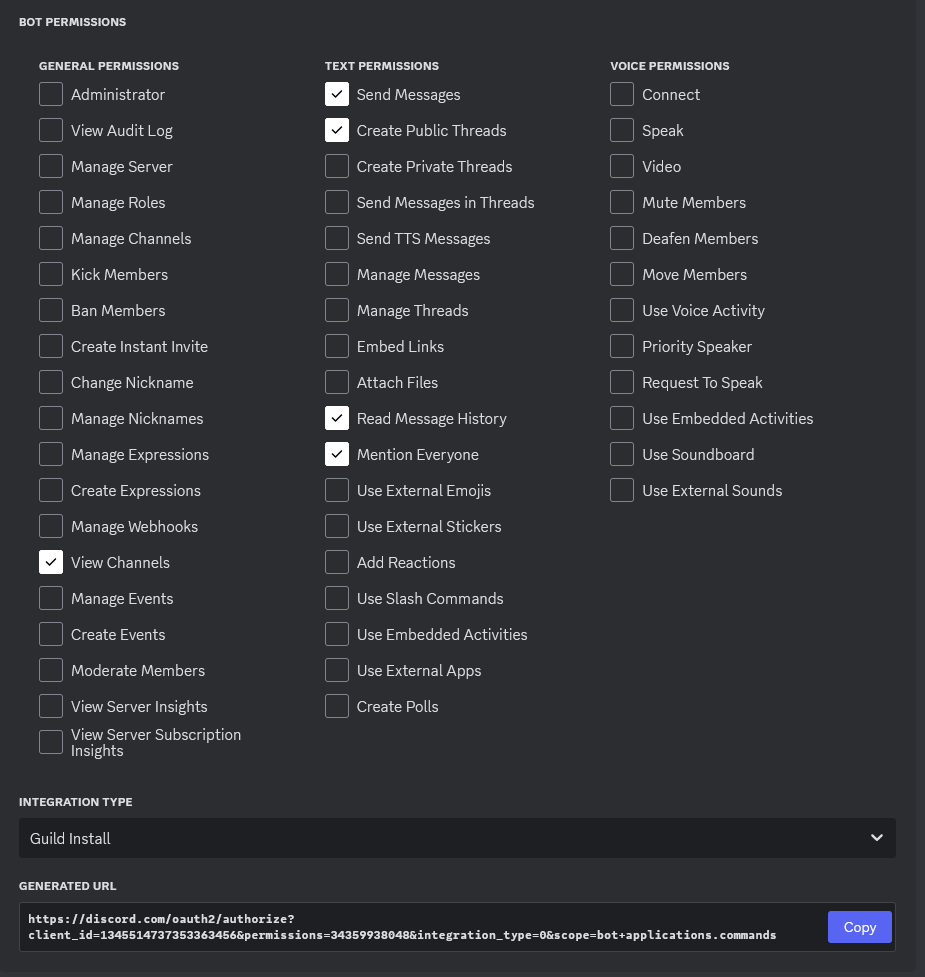 BOT PERMISSIONS
GENERAL PERMISSIONS
Administrator
View Audit Log
Manage Server
Manage Roles
Manage Channels
Kick Members
Ban Members
Create Instant Invite
Change Nickname
Manage Nicknames
Manage Expressions
Create Expressions
Manage Webhooks
View Channels
Manage Events
Create Events
Moderate Members
View Server Insights
View Server Subscription
Insights
TEXT PERMISSIONS
Send Messages
Create Public Threads
Create Private Threads
Send Messages in Threads
Send TTS Messages
Manage Messages
Manage Threads
Embed Links
Attach Files
Read Message History
Mention Everyone
Use External Emojis
Use External Stickers
Add Reactions
Use Slash Commands
Use Embedded Activities
Use External Apps
Create Polls
VOICE PERMISSIONS
Connect
Speak
Video
Mute Members
Deafen Members
Move Members
Use Voice Activity
Priority Speaker
Request To Speak
Use Embedded Activities
Use Soundboard
Use External Sounds
INTEGRATION TYPE
Guild Install
GENERATED URL
https://discord.com/oauth2/authorize?
client_id=1345514737353363456&permissions=34359938048&integration_type=0&scope=bot+applications.commands
Copy